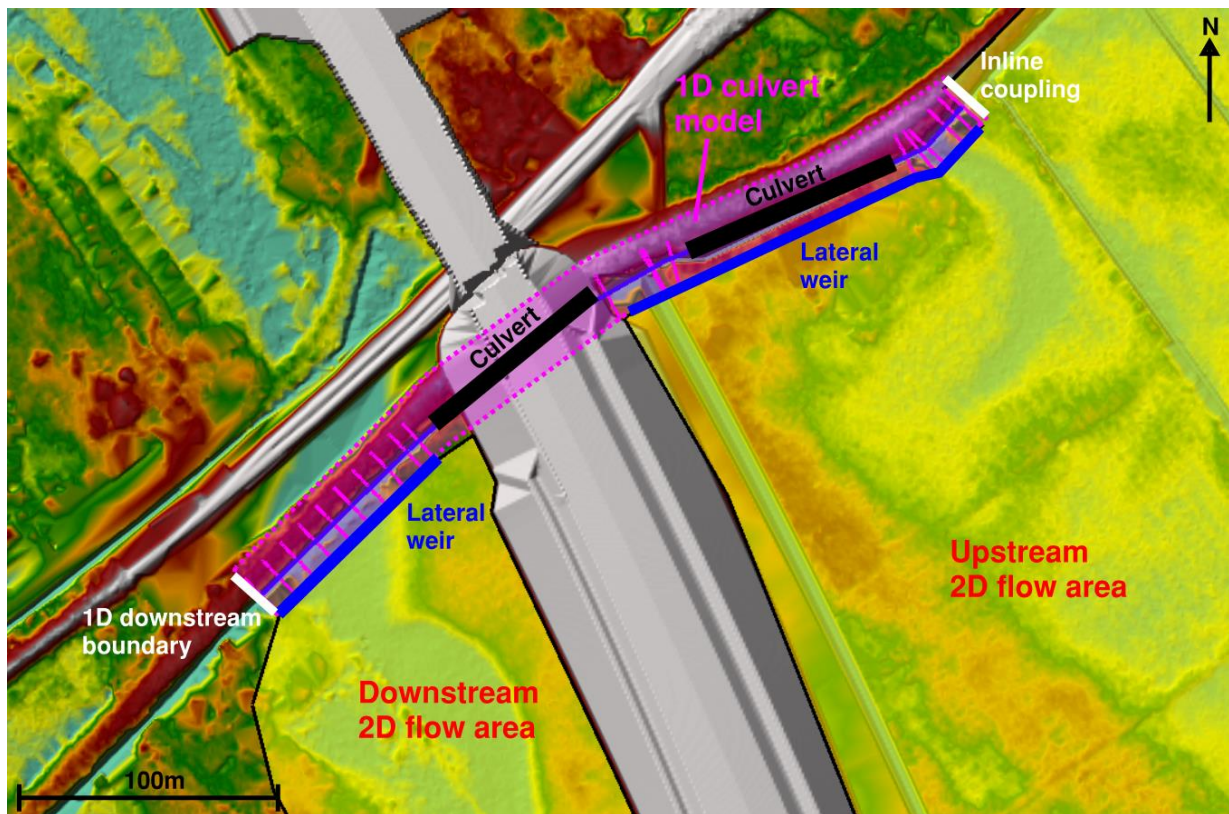 N
Inline
coupling
1D culvert
model
Culvert
Lateral
weir
Culvert
Lateral
weir
Upstream
2D flow area
1D downstream
boundary
Downstream
2D flow area
100m